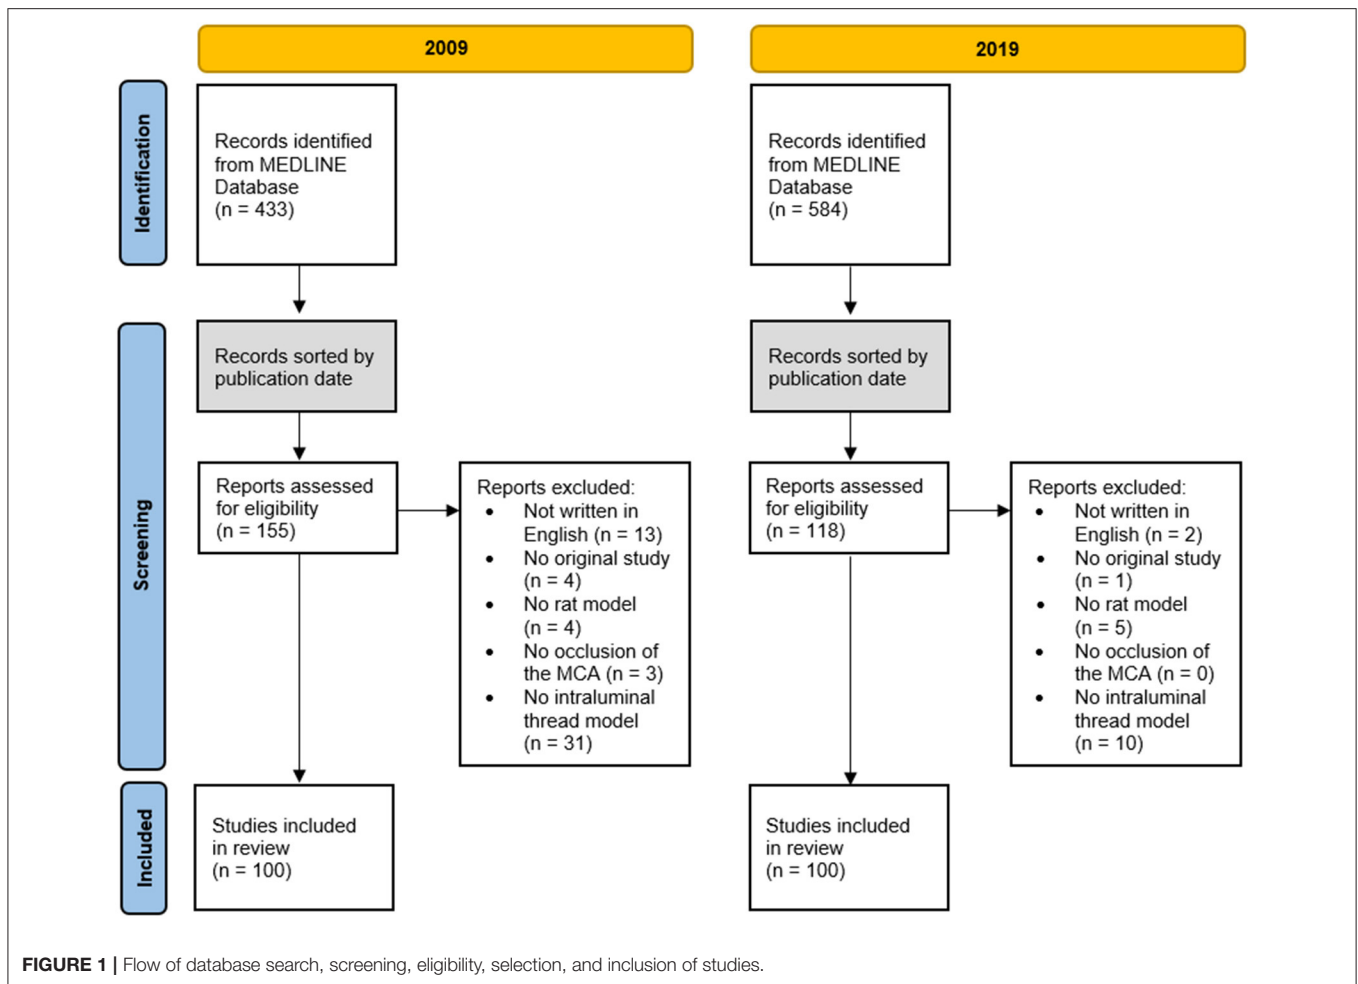 2009
Identification
Records identified
from MEDLINE
Database
(n = 433)
Screening
Records sorted by
publication date
Reports assessed
for eligibility
(n = 155)
Reports excluded:
• Not written in
English (n = 13)
• No original study
(n = 4)
• No rat model
(n = 4)
• No occlusion of
the MCA (n = 3)
• No intraluminal
thread model
(n = 31)
Included
Studies included
in review
(n = 100)
2019
Records identified
from MEDLINE
Database
(n = 584)
Records sorted by
publication date
Reports assessed
for eligibility
(n = 118)
Reports excluded:
• Not written in
English (n = 2)
• No original study
(n = 1)
• No rat model
(n = 5)
• No occlusion of
the MCA (n = 0)
• No intraluminal
thread model
(n = 10)
Studies included
in review
(n = 100)
FIGURE 1 | Flow of database search, screening, eligibility, selection, and inclusion of studies.